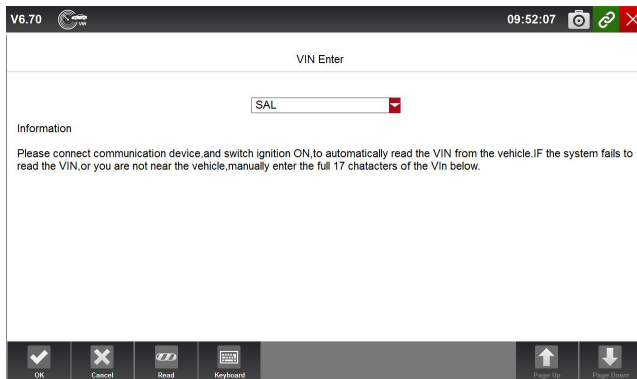 V6.70 VIN 09:52:07
VIN Enter
SAL
Information
Please connect communication device,and switch ignition ON,to automatically read the VIN from the vehicle.IF the system fails to
read the VIN,or you are not near the vehicle,manually enter the full 17 chatacters of the VIn below.
OK Cancel Read Keyboard Page Up Page Down